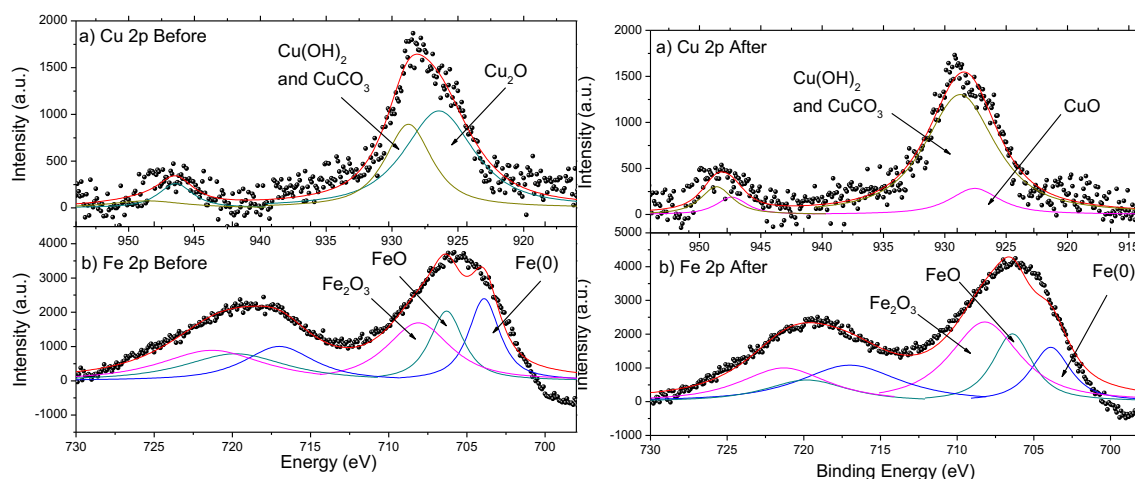 a) Cu 2p Before
Cu(OH)₂
and CuCO₃
Cu₂O
Intensity (a.u.)
2000
1500
1000
500
0
950 945 940 935 930 925 920
b) Fe 2p Before
Fe₂O₃
FeO
Fe(0)
Intensity (a.u.)
4000
3000
2000
1000
0
-1000
730 725 720 715 710 705 700
Energy (eV)
a) Cu 2p After
Cu(OH)₂
and CuCO₃
CuO
Intensity (a.u.)
2000
1500
1000
500
0
950 945 940 935 930 925 920 915
b) Fe 2p After
Fe₂O₃
FeO
Fe(0)
Intensity (a.u.)
5000
4000
3000
2000
1000
0
-1000
730 725 720 715 710 705 700
Binding Energy (eV)